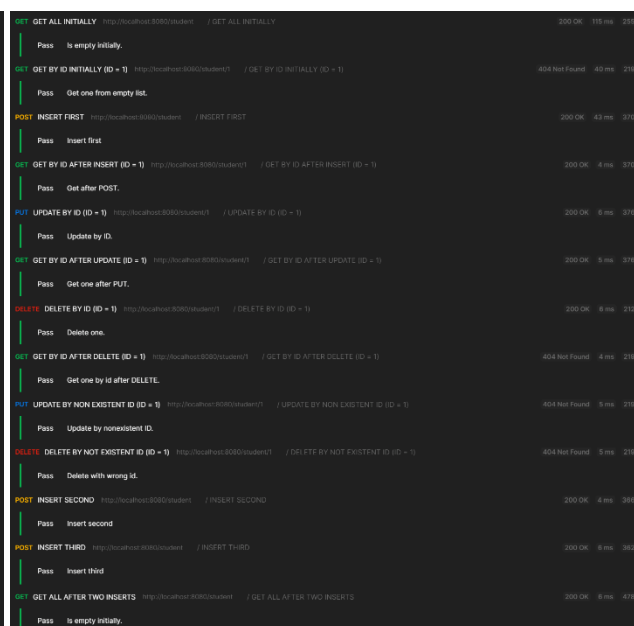 GET GET ALL INITIALLY http://localhost:8080/student / GET ALL INITIALLY 200 OK 115 ms 255
Pass Is empty initially.
GET GET BY ID INITIALLY (ID = 1) http://localhost:8080/student/1 / GET BY ID INITIALLY (ID = 1) 404 Not Found 40 ms 219
Pass Get one from empty list.
POST INSERT FIRST http://localhost:8080/student / INSERT FIRST 200 OK 43 ms 370
Pass Insert first
GET GET BY ID AFTER INSERT (ID = 1) http://localhost:8080/student/1 / GET BY ID AFTER INSERT (ID = 1) 200 OK 4 ms 370
Pass Get after POST.
PUT UPDATE BY ID (ID = 1) http://localhost:8080/student/1 / UPDATE BY ID (ID = 1) 200 OK 6 ms 376
Pass Update by ID.
GET GET BY ID AFTER UPDATE (ID = 1) http://localhost:8080/student/1 / GET BY ID AFTER UPDATE (ID = 1) 200 OK 5 ms 376
Pass Get one after PUT.
DELETE DELETE BY ID (ID = 1) http://localhost:8080/student/1 / DELETE BY ID (ID = 1) 200 OK 6 ms 212
Pass Delete one.
GET GET BY ID AFTER DELETE (ID = 1) http://localhost:8080/student/1 / GET BY ID AFTER DELETE (ID = 1) 404 Not Found 4 ms 219
Pass Get one by id after DELETE.
PUT UPDATE BY NON EXISTENT ID (ID = 1) http://localhost:8080/student/1 / UPDATE BY NON EXISTENT ID (ID = 1) 404 Not Found 5 ms 219
Pass Update by nonexistent ID.
DELETE DELETE BY NOT EXISTENT ID (ID = 1) http://localhost:8080/student/1 / DELETE BY NOT EXISTENT ID (ID = 1) 404 Not Found 5 ms 219
Pass Delete with wrong id.
POST INSERT SECOND http://localhost:8080/student / INSERT SECOND 200 OK 4 ms 386
Pass Insert second
POST INSERT THIRD http://localhost:8080/student / INSERT THIRD 200 OK 6 ms 362
Pass Insert third
GET GET ALL AFTER TWO INSERTS http://localhost:8080/student / GET ALL AFTER TWO INSERTS 200 OK 6 ms 478
Pass Is empty initially.